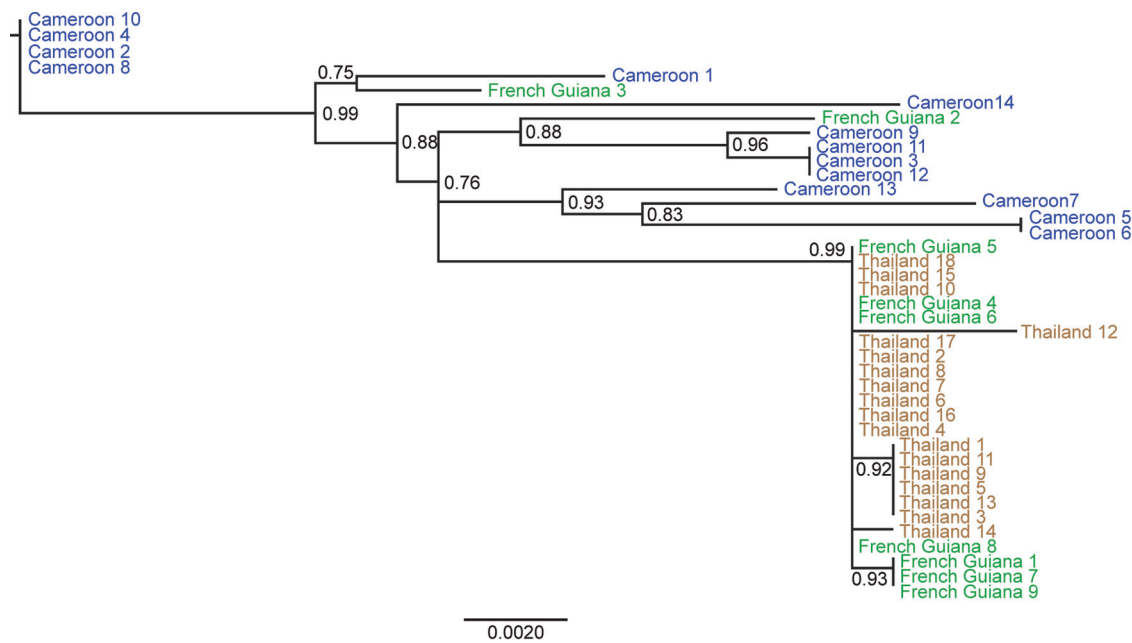 Cameroon 10
Cameroon 4
Cameroon 2
Cameroon 8
0.75
Cameroon 1
French Guiana 3
0.99
Cameroon14
French Guiana 2
0.88
0.88
Cameroon 9
0.96
Cameroon 11
Cameroon 3
Cameroon 12
0.76
Cameroon 13
0.93
Cameroon7
0.83
Cameroon 5
Cameroon 6
0.99
French Guiana 5
Thailand 18
Thailand 15
Thailand 10
French Guiana 4
French Guiana 6
Thailand 12
Thailand 17
Thailand 2
Thailand 8
Thailand 7
Thailand 6
Thailand 16
Thailand 4
Thailand 1
Thailand 11
0.92
Thailand 9
Thailand 5
Thailand 13
Thailand 3
Thailand 14
French Guiana 8
French Guiana 1
0.93
French Guiana 7
French Guiana 9
0.0020